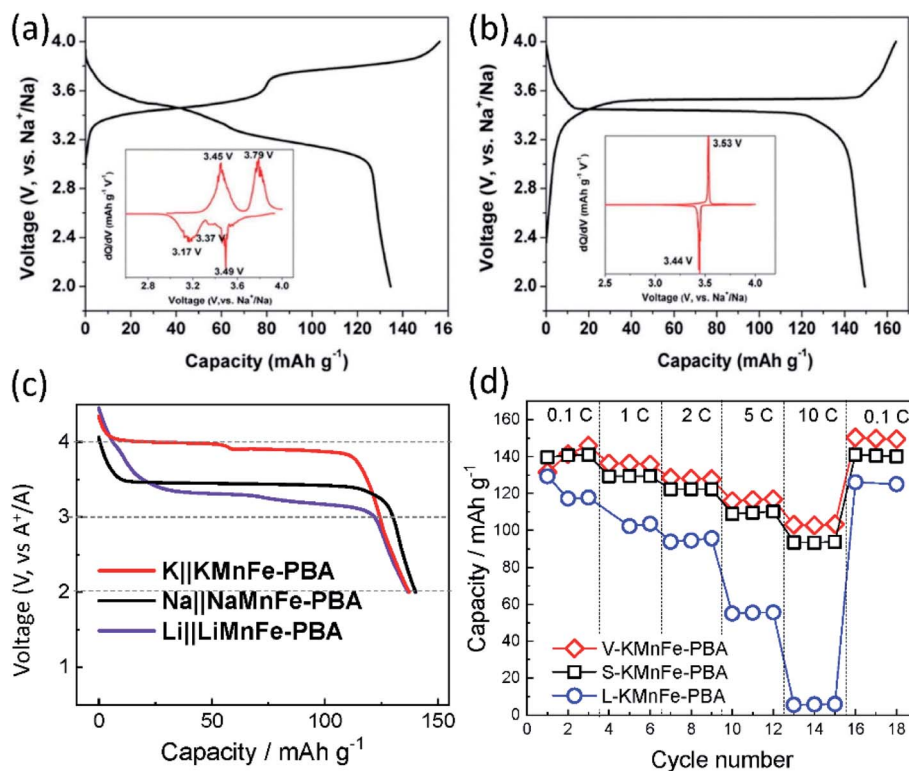 (a)
4.0
3.6
3.2
2.8
2.4
2.0
Voltage (V, vs. Na⁺/Na)
0 20 40 60 80 100 120 140 16
Capacity (mAh g⁻¹)
3.45 V 3.79 V
3.17 V
3.37 V
3.49 V
dQ/dV (mAh g⁻¹ V⁻¹)
2.8 3.2 3.6 4.0
Voltage (V,vs. Na⁺/Na)
(b)
4.0
3.6
3.2
2.8
2.4
2.0
Voltage (V, vs. Na⁺/Na)
0 20 40 60 80 100 120 140 160
Capacity (mAh g⁻¹)
3.53 V
3.44 V
dQ/dV (mAh g⁻¹ V⁻¹)
2.5 3.0 3.5 4.0
Voltage (V, vs. Na⁺/Na)
(c)
4
3
2
1
Voltage (V, vs A⁺/A)
K||KMnFe-PBA
Na||NaMnFe-PBA
Li||LiMnFe-PBA
0 50 100 150
Capacity / mAh g⁻¹
(d)
160
140
120
100
80
60
40
20
0
Capacity / mAh g⁻¹
0.1 C 1 C 2 C 5 C 10 C 0.1 C
V-KMnFe-PBA
S-KMnFe-PBA
L-KMnFe-PBA
0 2 4 6 8 10 12 14 16 18
Cycle number